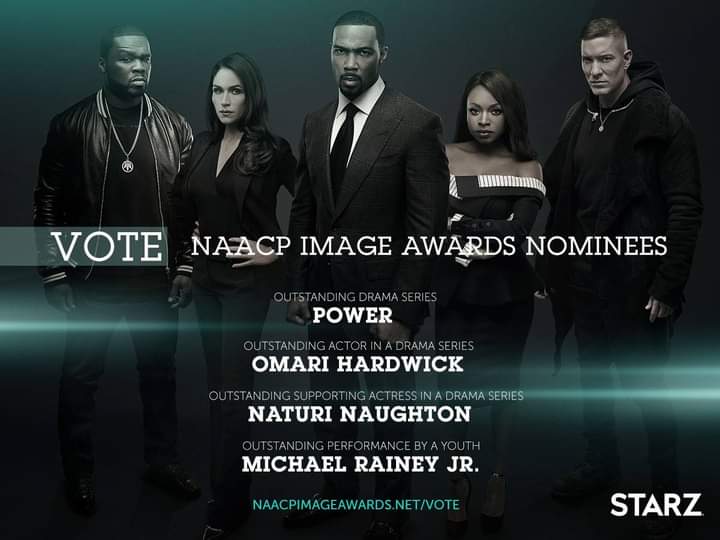 VOTE NAACP IMAGE AWARDS NOMINEES
OUTSTANDING DRAMA SERIES
POWER
OUTSTANDING ACTOR IN A DRAMA SERIES
OMARI HARDWICK
OUTSTANDING SUPPORTING ACTRESS IN A DRAMA SERIES
NATURI NAUGHTON
OUTSTANDING PERFORMANCE BY A YOUTH
MICHAEL RAINEY JR.
NAACPIMAGEAWARDS.NET/VOTE
STARZ